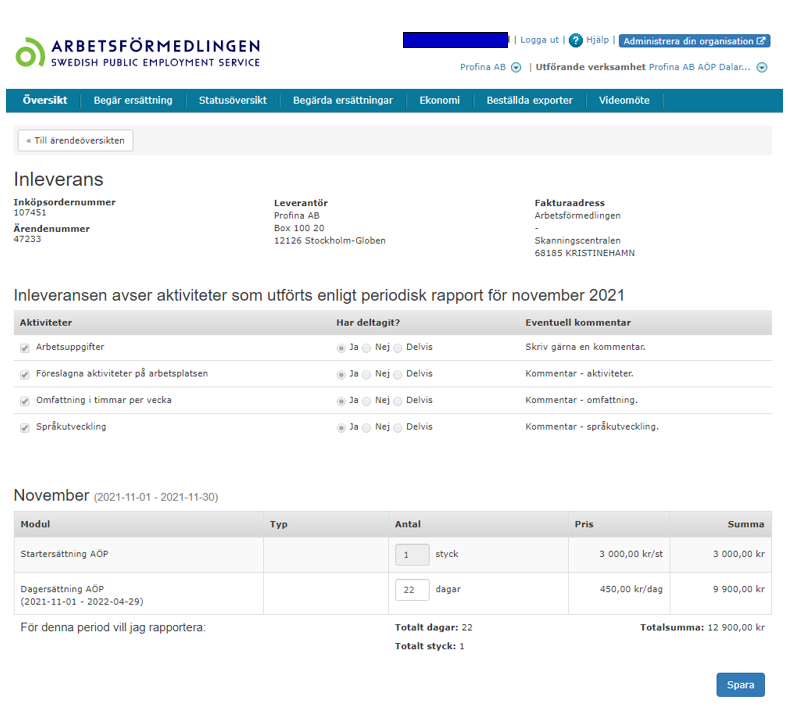 ARBETSFÖRMEDLINGEN
SWEDISH PUBLIC EMPLOYMENT SERVICE
| Logga ut | ? Hjälp | Administrera din organisation
Profina AB | Utförande verksamhet Profina AB AÖP Dalar...
Översikt Begär ersättning Statusöversikt Begärda ersättningar Ekonomi Beställda exporter Videomöte
« Till ärendeöversikten
Inleverans
Inköpsordernummer
107451
Ärendenummer
47233
Leverantör
Profina AB
Box 100 20
12126 Stockholm-Globen
Fakturaadress
Arbetsförmedlingen
-
Skanningscentralen
68185 KRISTINEHAMN
Inleveransen avser aktiviteter som utförts enligt periodisk rapport för november 2021
Aktiviteter Har deltagit? Eventuell kommentar
Arbetsuppgifter Ja Nej Delvis Skriv gärna en kommentar.
Föreslagna aktiviteter på arbetsplatsen Ja Nej Delvis Kommentar - aktiviteter.
Omfattning i timmar per vecka Ja Nej Delvis Kommentar - omfattning.
Språkutveckling Ja Nej Delvis Kommentar - språkutveckling.
November (2021-11-01 - 2021-11-30)
Modul Typ Antal Pris Summa
Startersättning AÖP 1 styck 3 000,00 kr/st 3 000,00 kr
Dagersättning AÖP 22 dagar 450,00 kr/dag 9 900,00 kr
(2021-11-01 - 2022-04-29)
För denna period vill jag rapportera: Totalt dagar: 22 Totalsumma: 12 900,00 kr
Totalt styck: 1
Spara